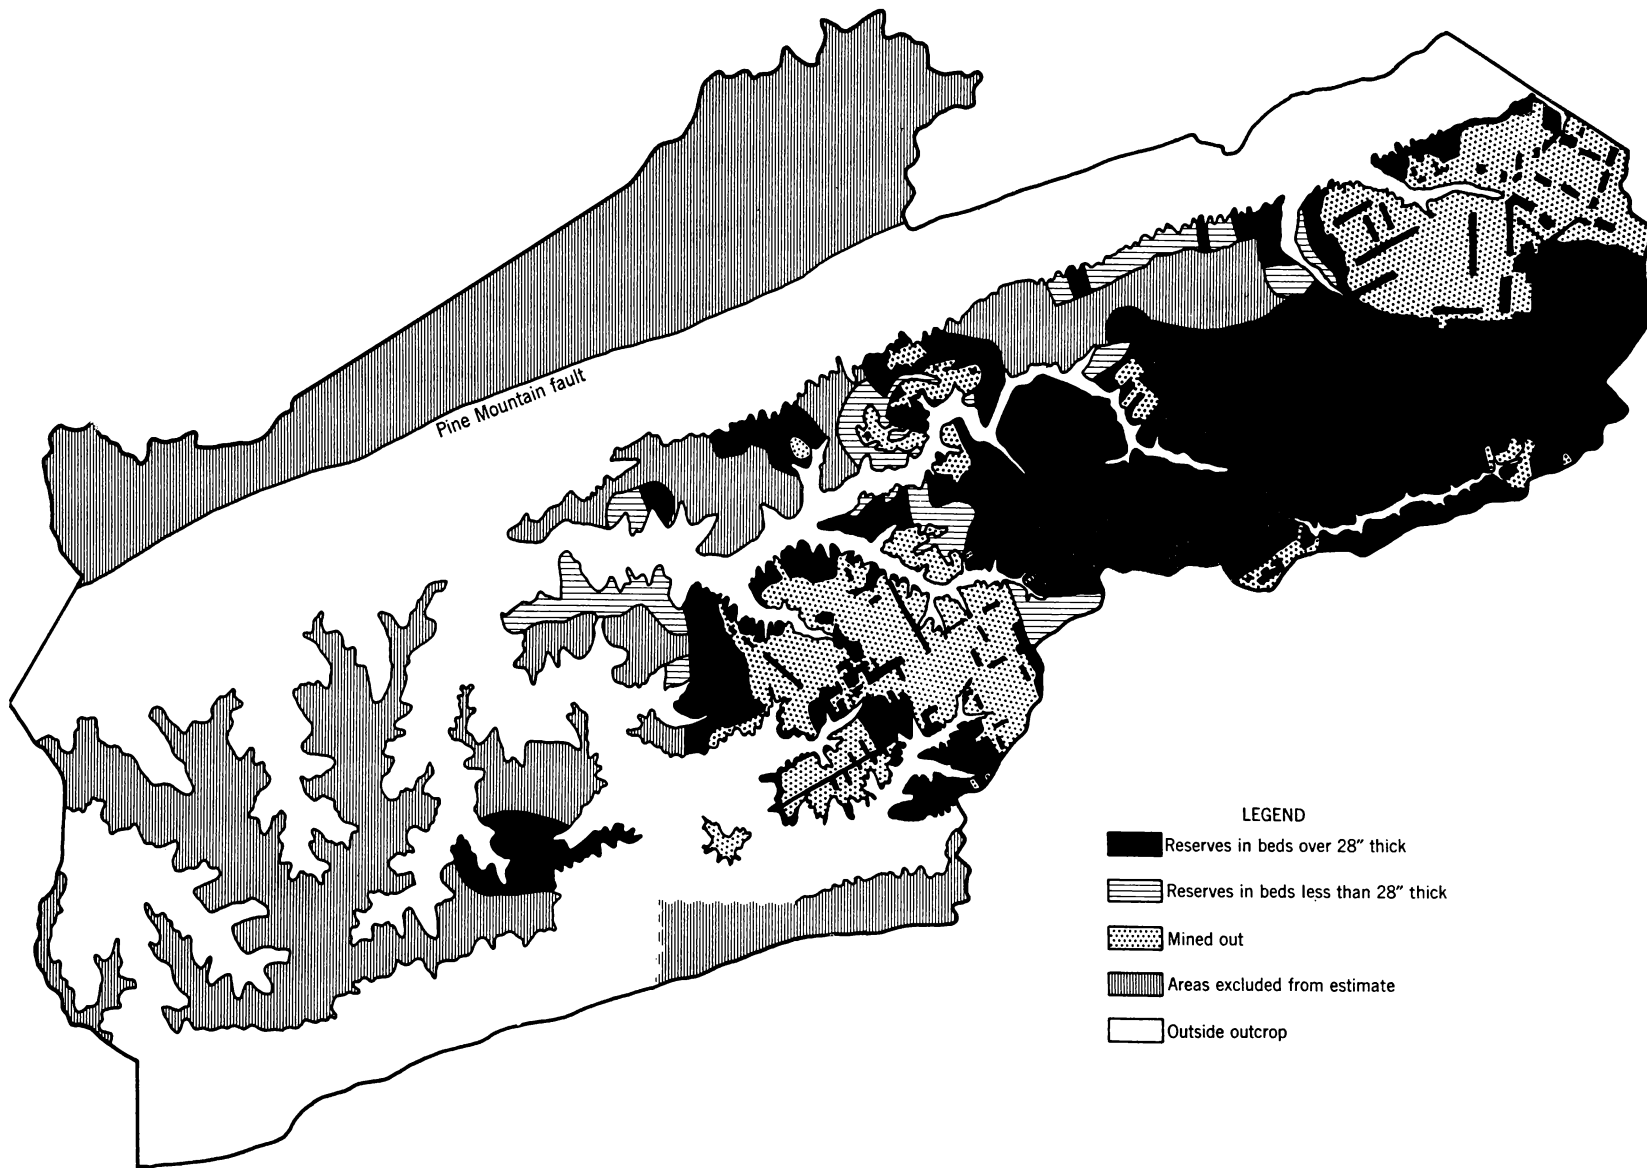 Pine Mountain fault
LEGEND
Reserves in beds over 28″ thick
Reserves in beds less than 28″ thick
Mined out
Areas excluded from estimate
Outside outcrop